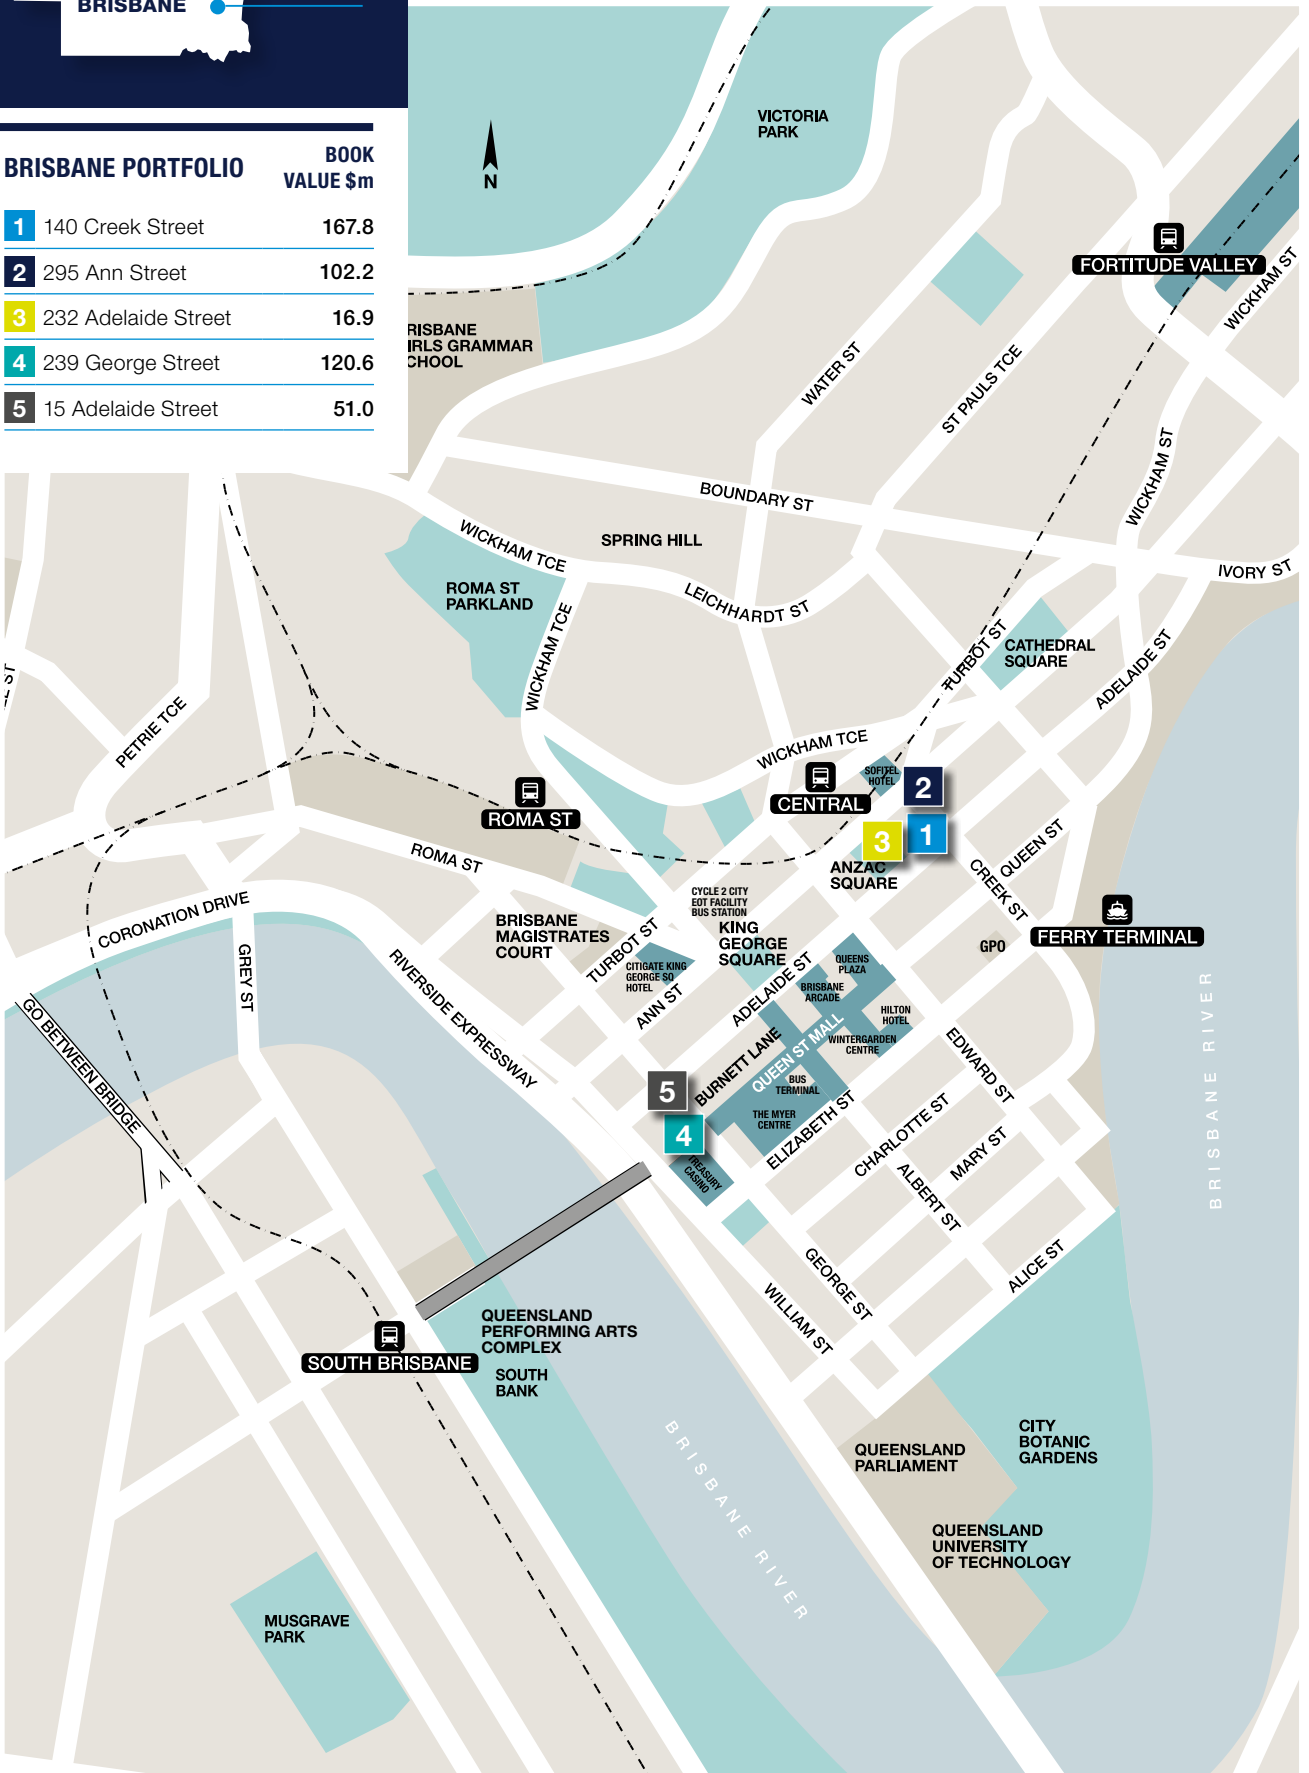 BRISBANE
BRISBANE PORTFOLIO
BOOK
VALUE $m
1 140 Creek Street 167.8
2 295 Ann Street 102.2
3 232 Adelaide Street 16.9
4 239 George Street 120.6
5 15 Adelaide Street 51.0
N
VICTORIA
PARK
FORTITUDE VALLEY
WICKHAM ST
RISBANE
IRLS GRAMMAR
CHOOL
WATER ST
ST PAULS TCE
WICKHAM ST
BOUNDARY ST
SPRING HILL
WICKHAM TCE
IVORY ST
ROMA ST
PARKLAND
LEICHHARDT ST
WICKHAM TCE
TURBOT ST
CATHEDRAL
SQUARE
ADELAIDE ST
PETRIE TCE
WICKHAM TCE
SOFITEL
HOTEL
2
CENTRAL
ROMA ST
3
1
ROMA ST
ANZAC
SQUARE
QUEEN ST
CREEK ST
CYCLE 2 CITY
EOT FACILITY
BUS STATION
KING
GEORGE
SQUARE
CORONATION DRIVE
BRISBANE
MAGISTRATES
COURT
TURBOT ST
GPO
FERRY TERMINAL
GREY ST
RIVERSIDE EXPRESSWAY
CITIGATE KING
GEORGE SQ
HOTEL
ANN ST
ADELAIDE ST
QUEENS
PLAZA
BRISBANE
ARCADE
HILTON
HOTEL
WINTERGARDEN
CENTRE
GO BETWEEN BRIDGE
BURNETT LANE
QUEEN ST MALL
BUS
TERMINAL
EDWARD ST
5
THE MYER
CENTRE
4
ELIZABETH ST
CHARLOTTE ST
MARY ST
ALBERT ST
TREASURY
CASINO
BRISBANE RIVER
GEORGE ST
ALICE ST
WILLIAM ST
QUEENSLAND
PERFORMING ARTS
COMPLEX
SOUTH BRISBANE
SOUTH
BANK
BRISBANE RIVER
CITY
BOTANIC
GARDENS
QUEENSLAND
PARLIAMENT
QUEENSLAND
UNIVERSITY
OF TECHNOLOGY
MUSGRAVE
PARK